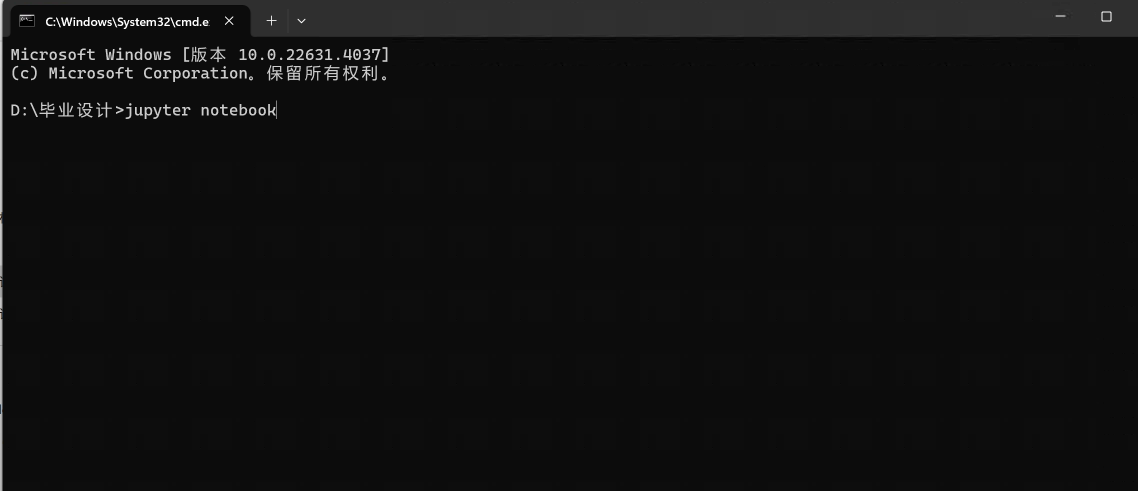 C:\Windows\System32\cmd.e
Microsoft Windows [版本 10.0.22631.4037]
(c) Microsoft Corporation。保留所有权利。
D:\毕业设计>jupyter notebook